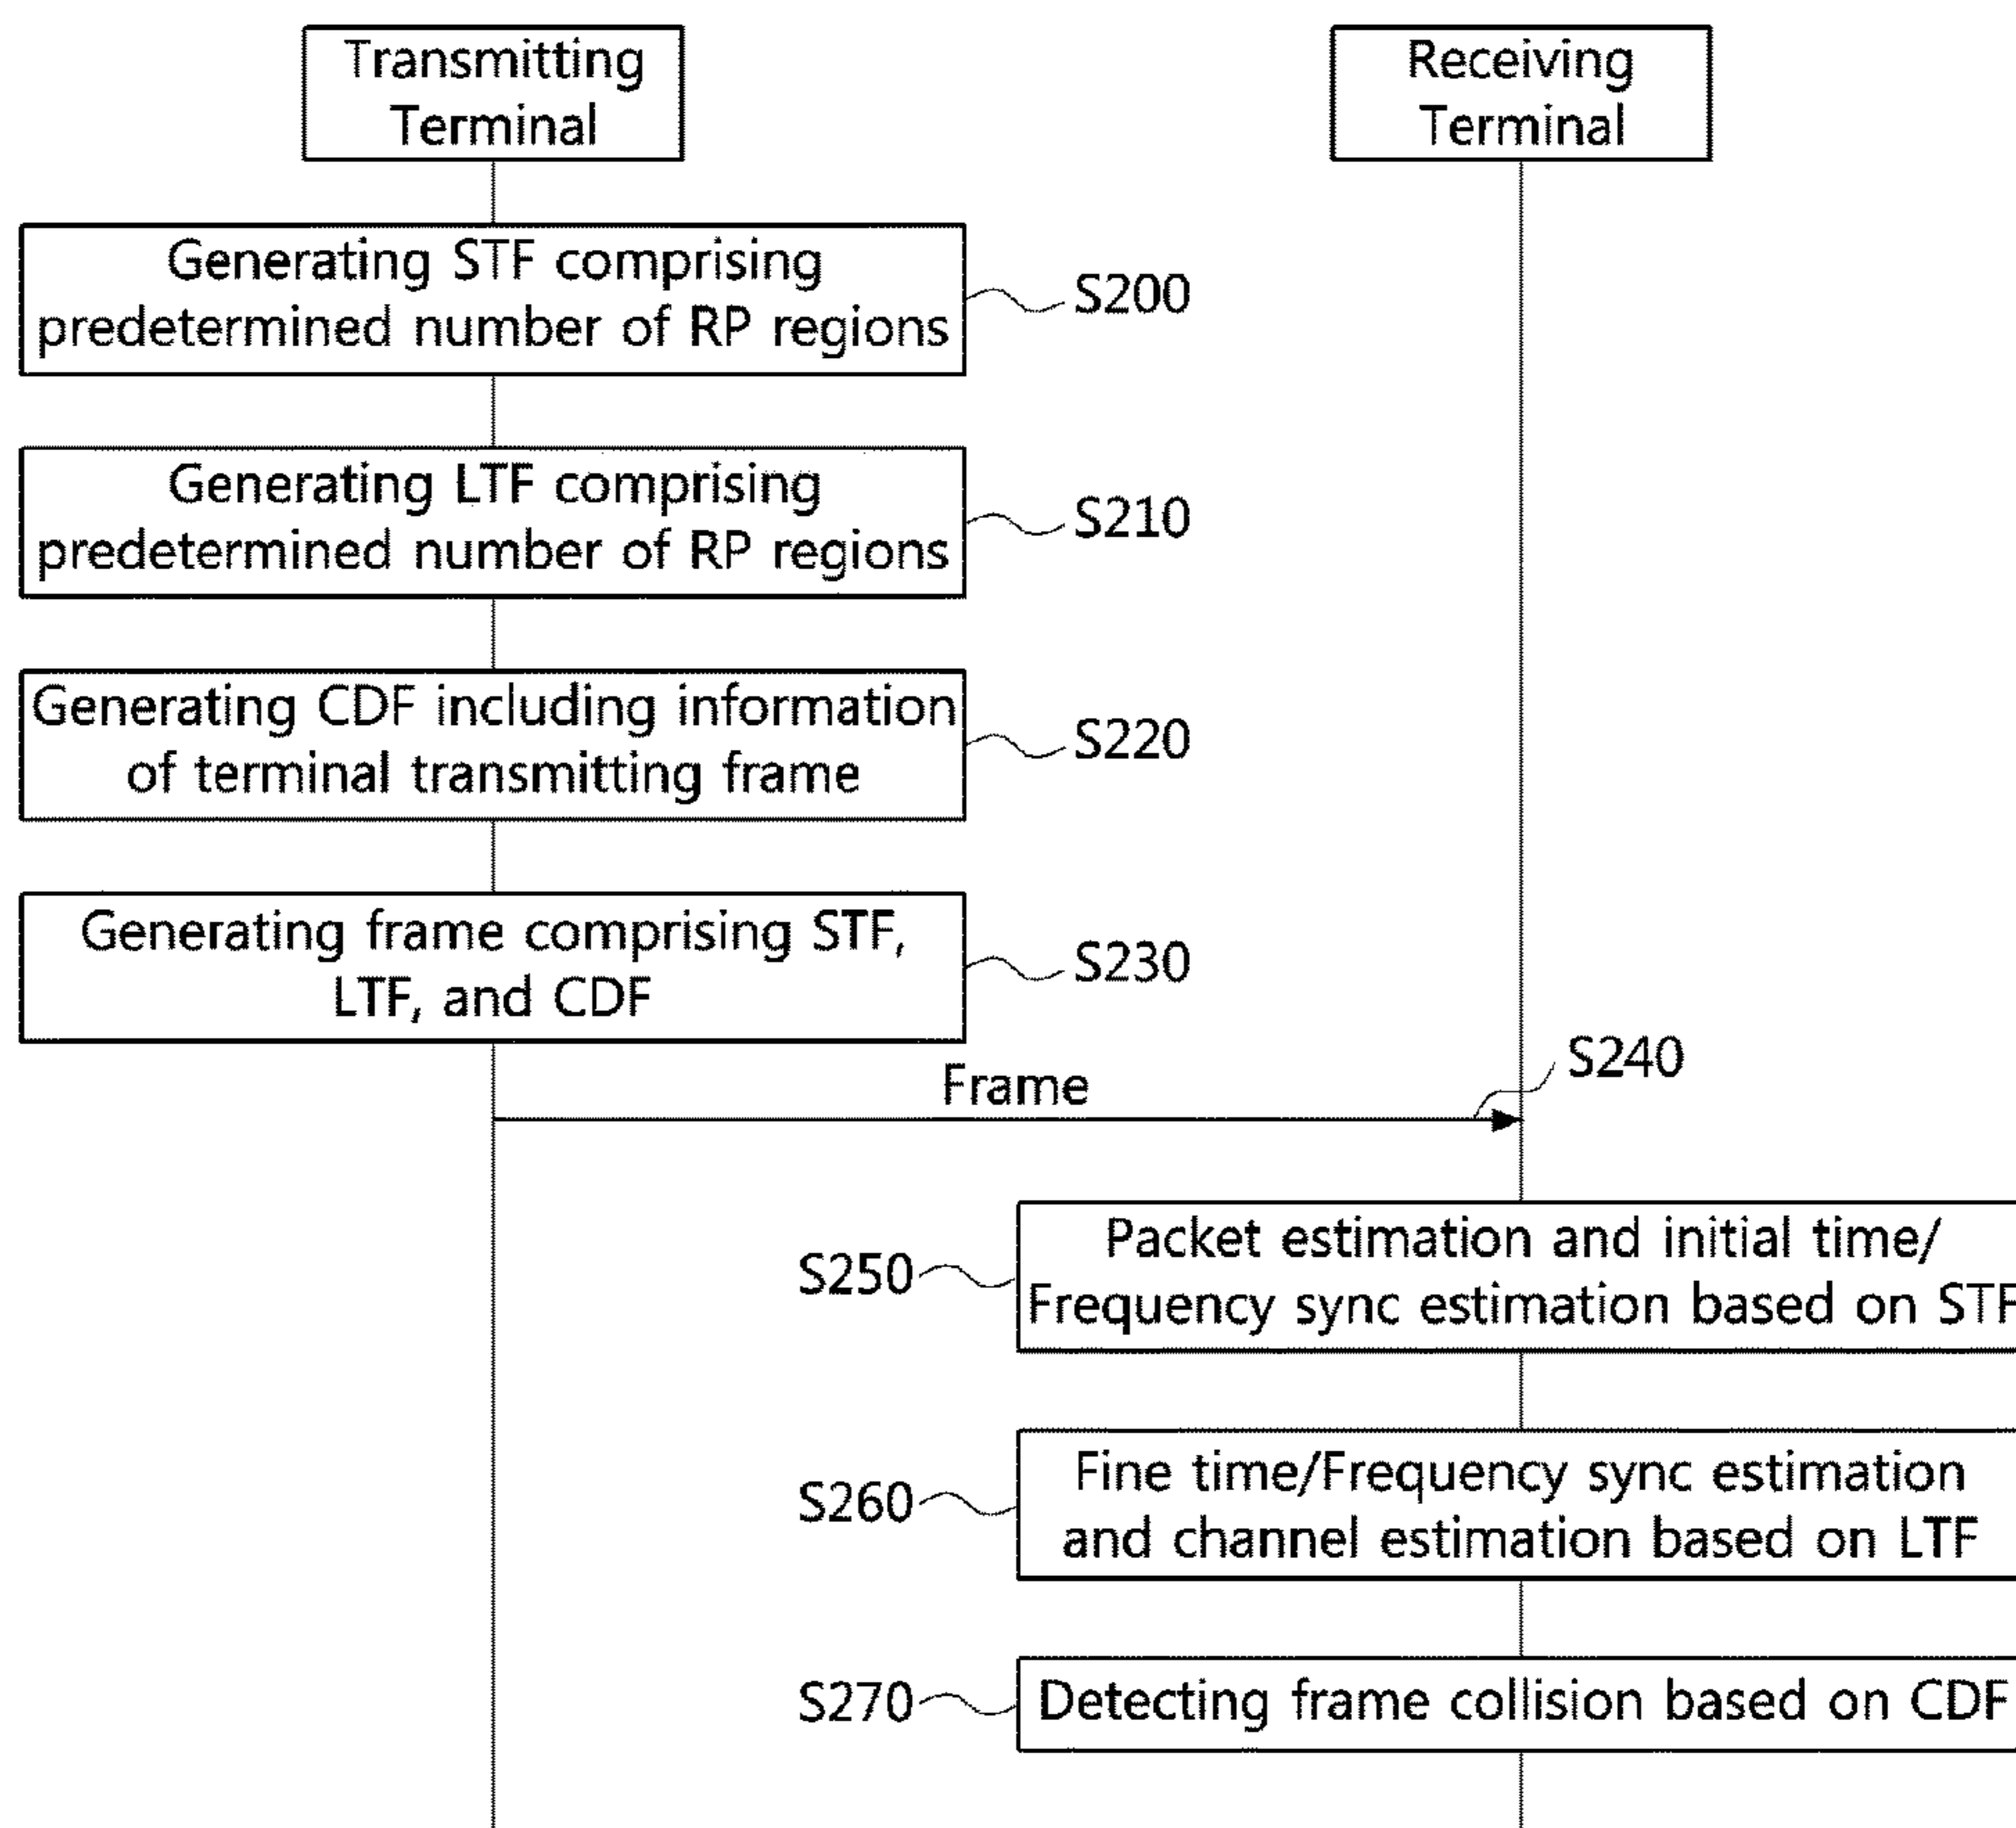 Transmitting
Terminal
Receiving
Terminal
Generating STF comprising
predetermined number of RP regions
S200
Generating LTF comprising
predetermined number of RP regions
S210
Generating CDF including information
of terminal transmitting frame
S220
Generating frame comprising STF,
LTF, and CDF
S230
Frame
S240
S250
Packet estimation and initial time/
Frequency sync estimation based on STF
S260
Fine time/Frequency sync estimation
and channel estimation based on LTF
S270
Detecting frame collision based on CDF